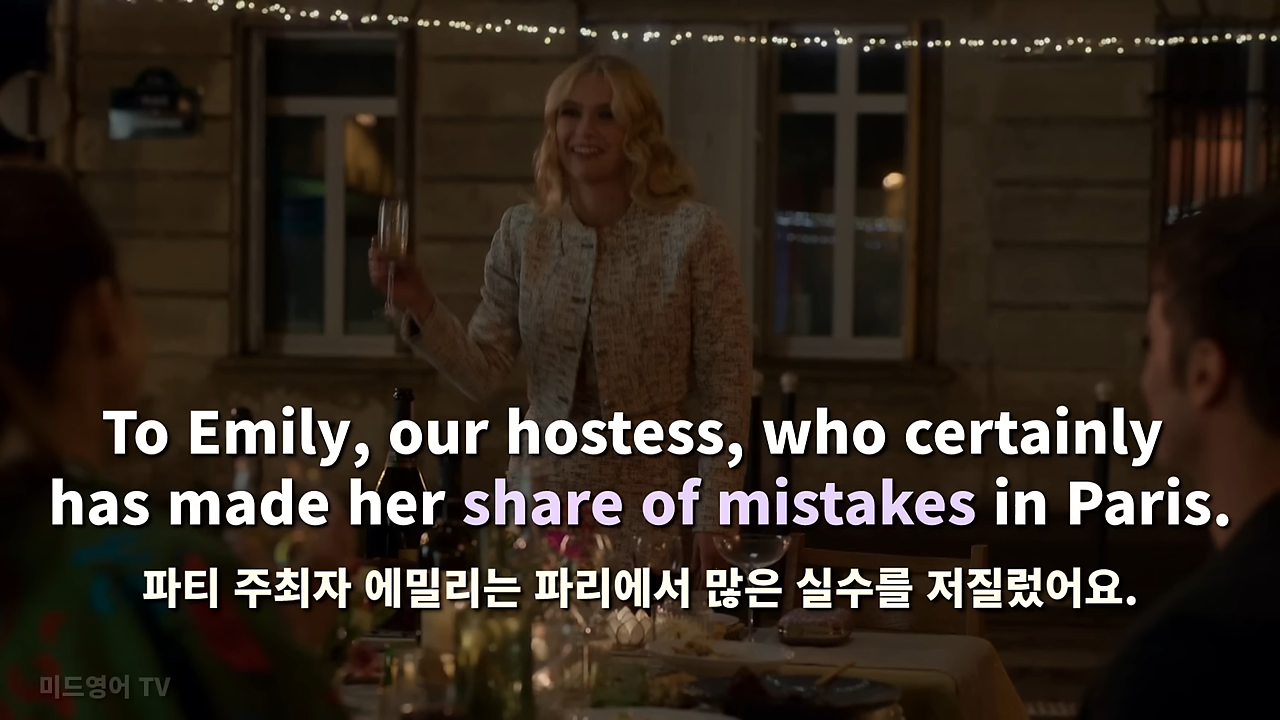 To Emily, our hostess, who certainly
has made her share of mistakes in Paris.
파티 주최자 에밀리는 파리에서 많은 실수를 저질렀어요.
미드영어 TV